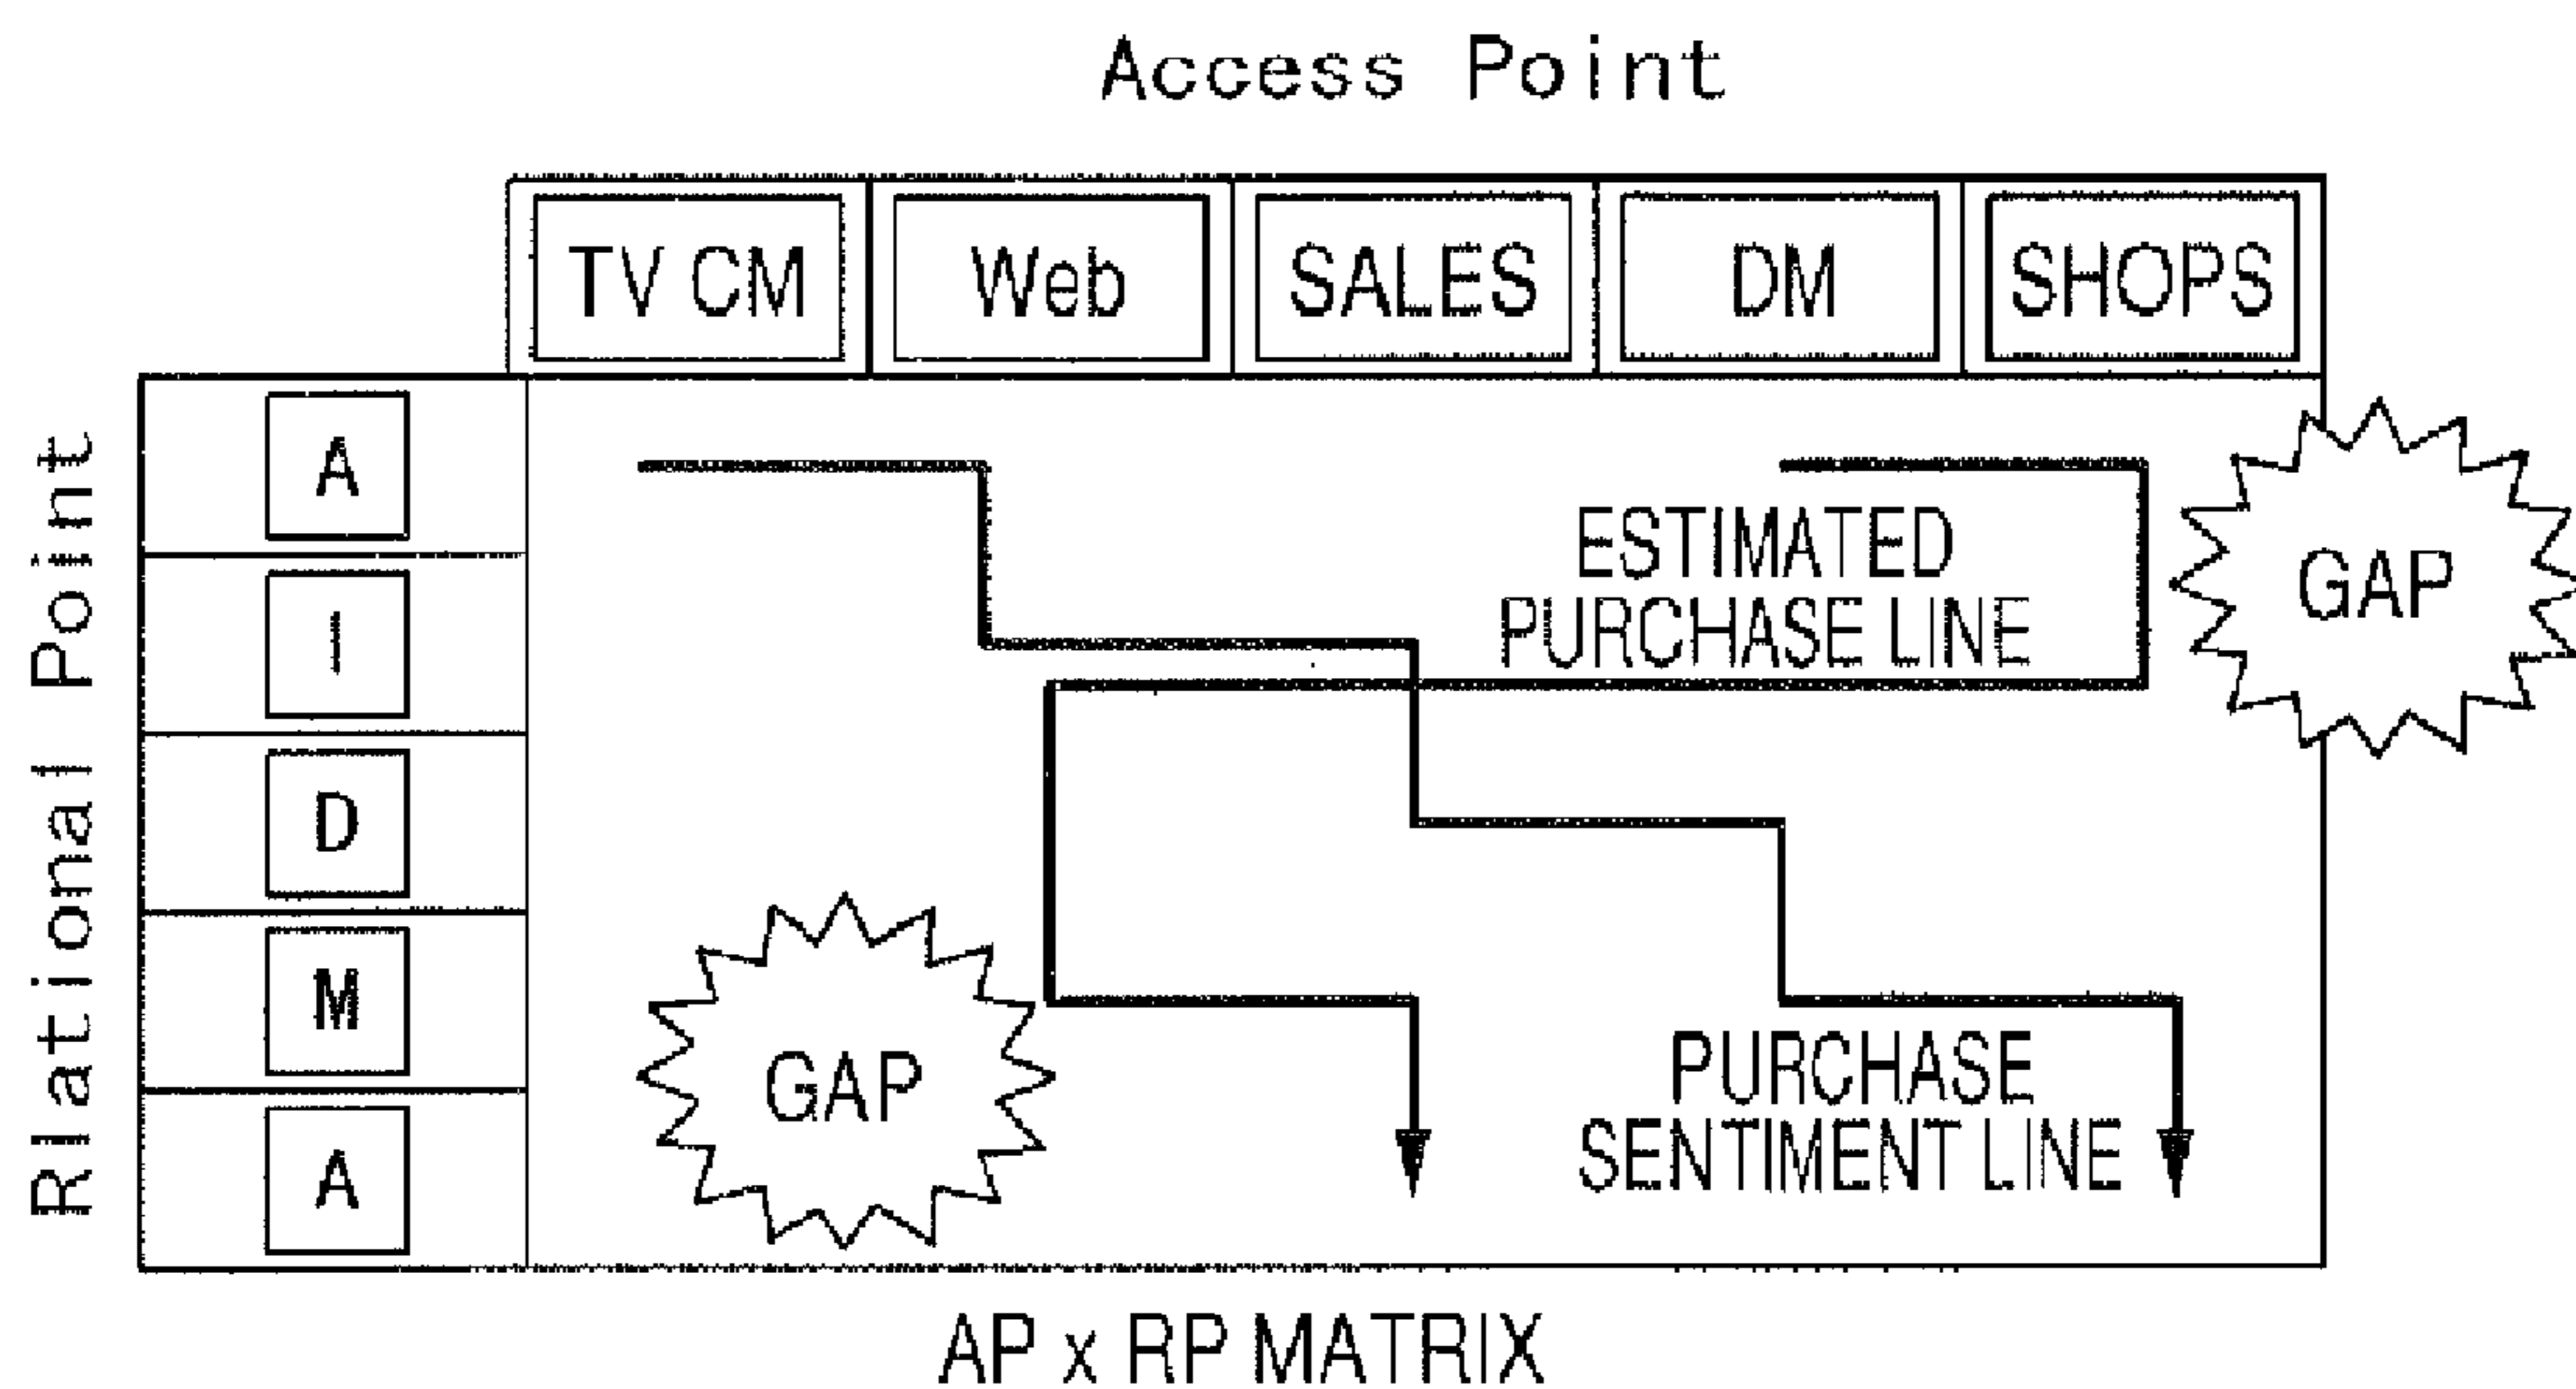 Access Point
TV CM
Web
SALES
DM
SHOPS
Rlational Point
A
I
D
M
A
ESTIMATED
PURCHASE LINE
GAP
GAP
PURCHASE
SENTIMENT LINE
AP x RP MATRIX